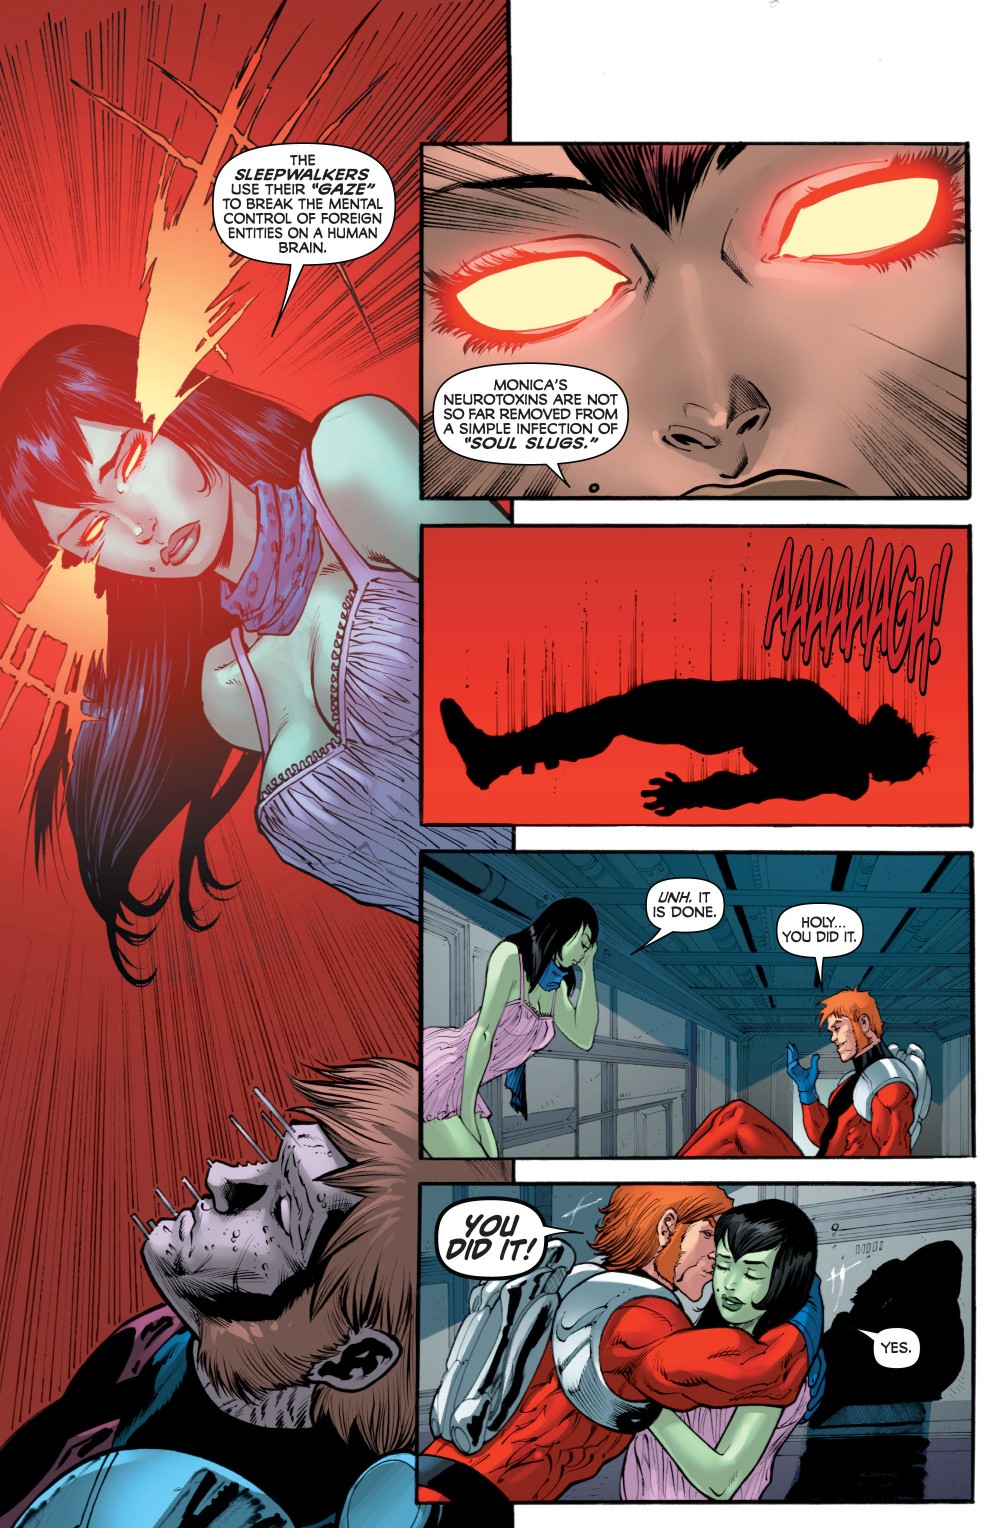 THE
SLEEPWALKERS
USE THEIR "GAZE"
TO BREAK THE MENTAL
CONTROL OF FOREIGN
ENTITIES ON A HUMAN
BRAIN.
MONICA'S
NEUROTOXINS ARE NOT
SO FAR REMOVED FROM
A SIMPLE INFECTION OF
"SOUL SLUGS."
AAAAAAGH!
UNH. IT
IS DONE.
HOLY...
YOU DID IT.
YOU
DID IT!
YES.